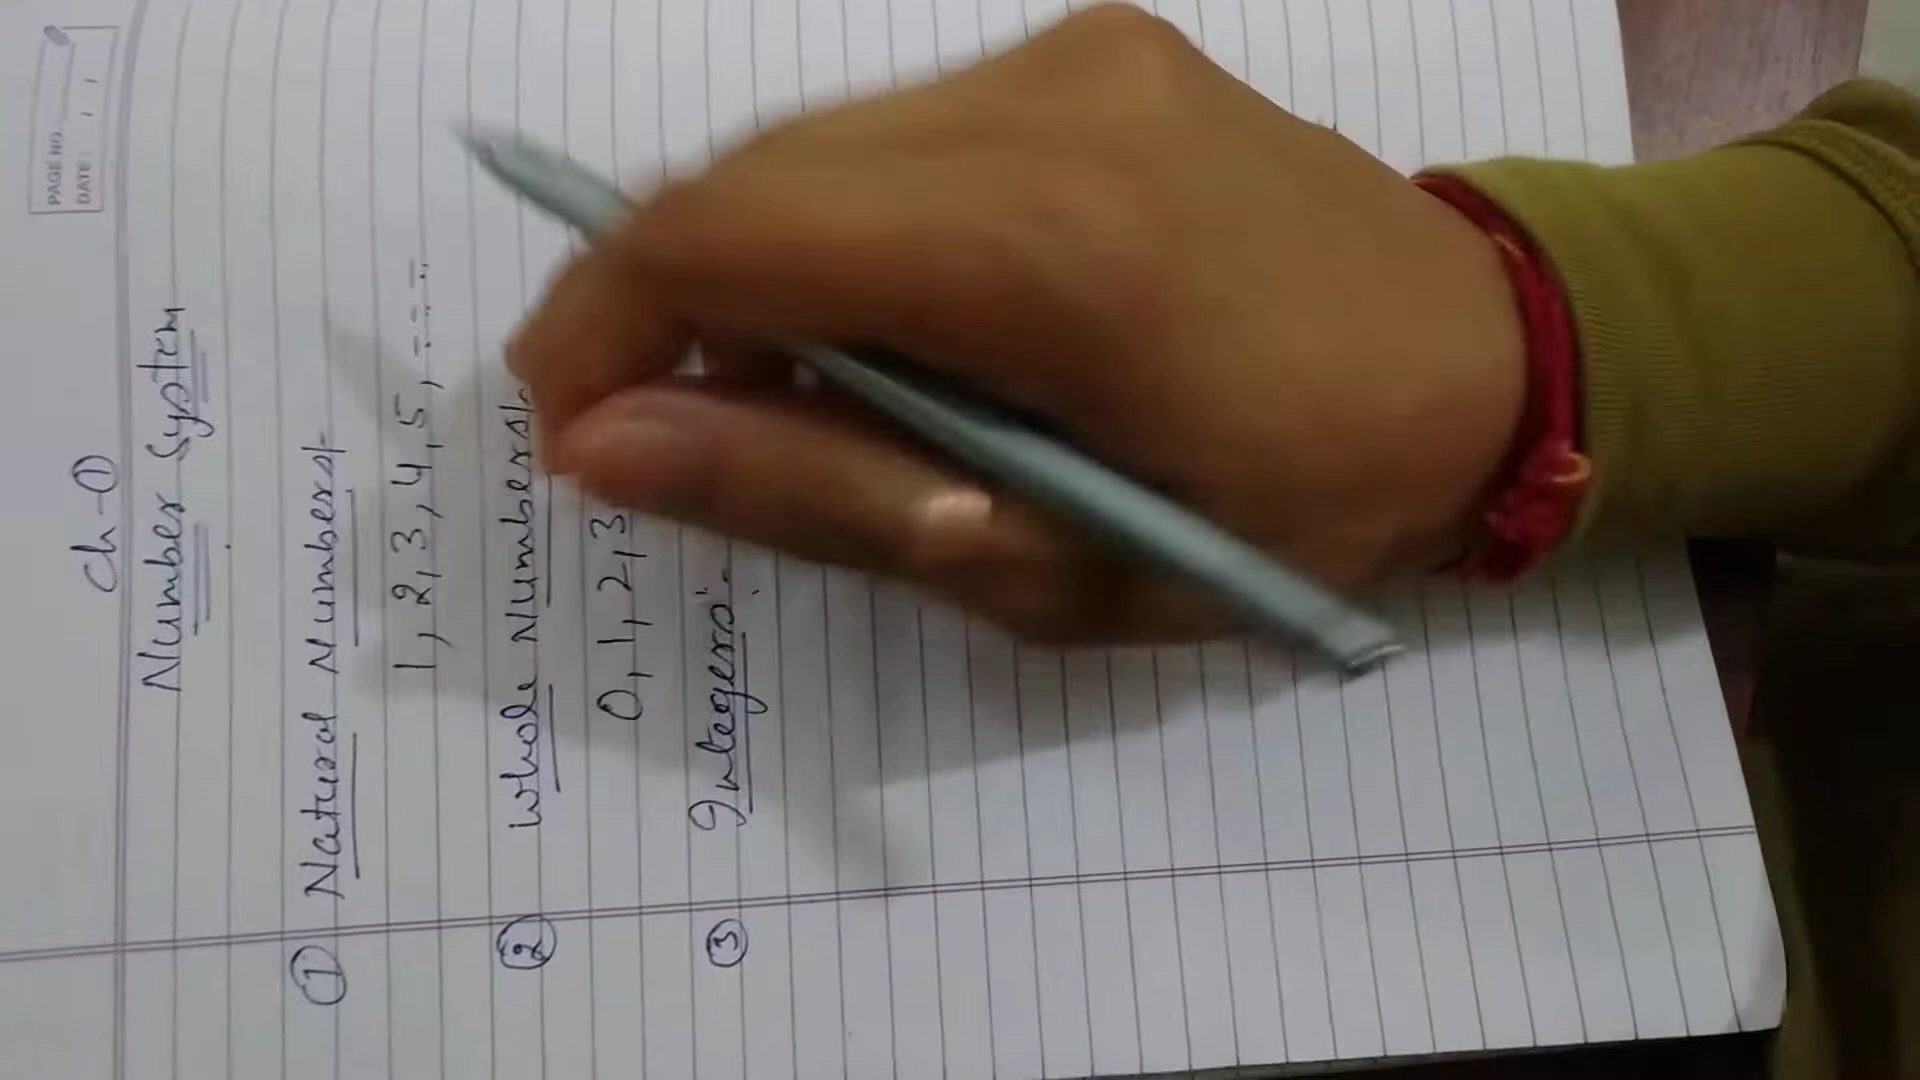 PAGE NO.
DATE : / /
Ch-①
Number System
① Natural Numbers:-
1, 2, 3, 4, 5, ----
② Whole Numbers:-
0, 1, 2, 3
③ Integers:-